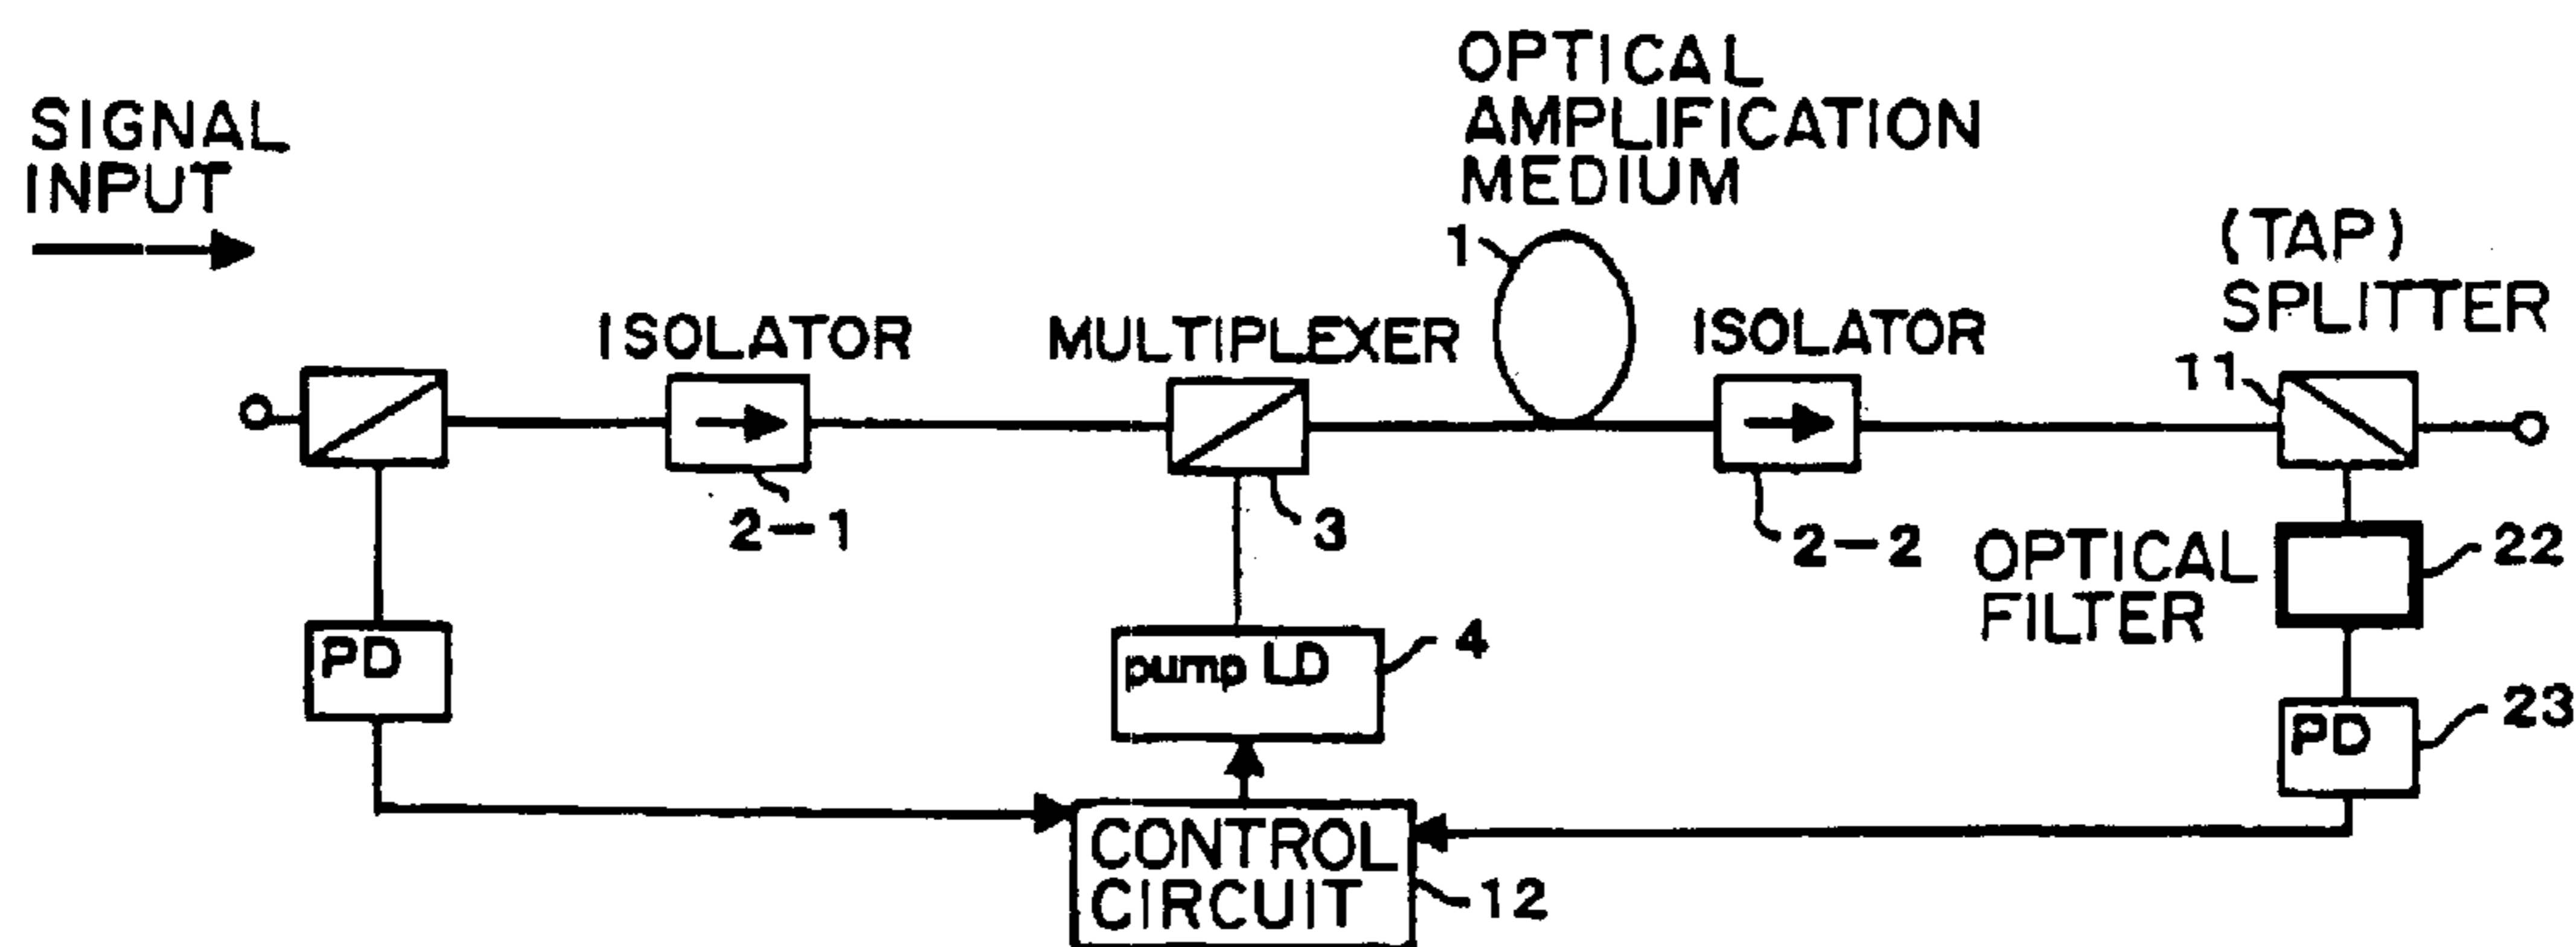 SIGNAL
INPUT
OPTICAL
AMPLIFICATION
MEDIUM
1
(TAP)
SPLITTER
11
ISOLATOR
MULTIPLEXER
ISOLATOR
2-1
3
2-2
OPTICAL
FILTER
22
PD
pump LD
4
PD
23
CONTROL
CIRCUIT
12